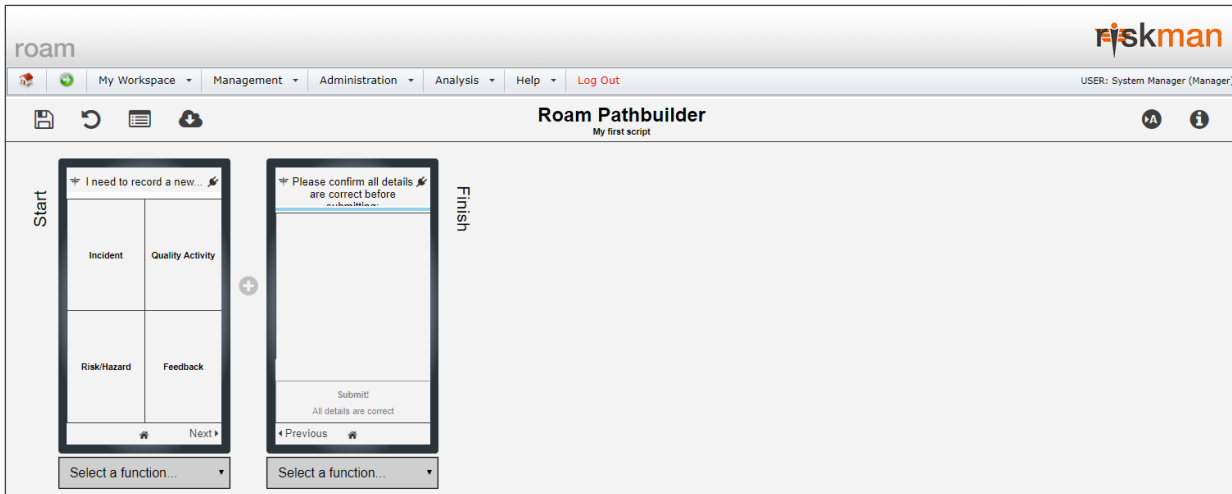 roam
riskman
My Workspace Management Administration Analysis Help Log Out
USER: System Manager (Manager)
Roam Pathbuilder
My first script
A
Start
I need to record a new...
Incident Quality Activity
Risk/Hazard Feedback
Next
Select a function...
Please confirm all details
are correct before
submitting:
Submit!
All details are correct
Previous
Select a function...
Finish